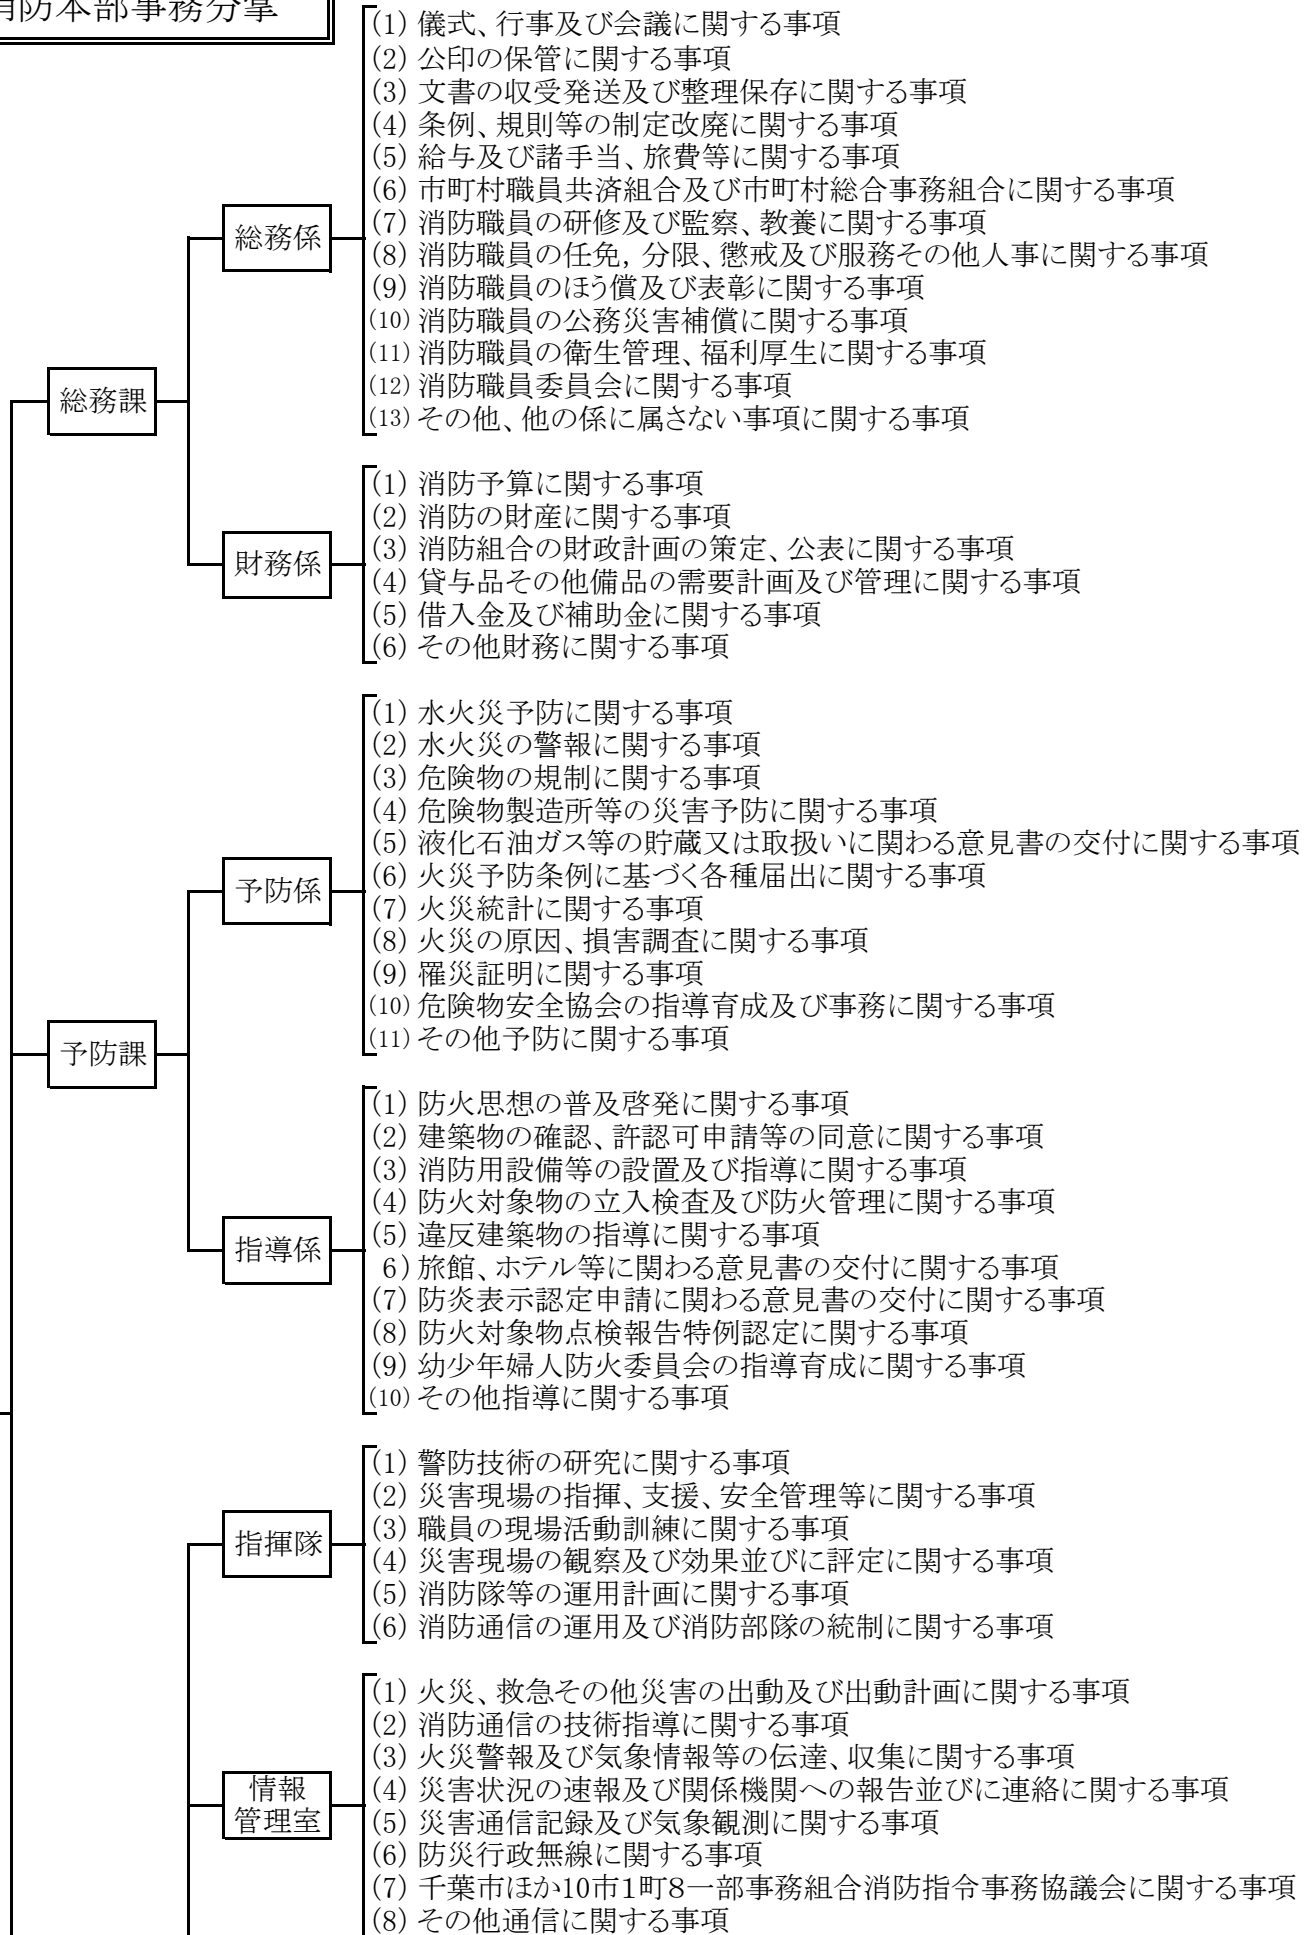 消防本部事務分掌
総務課
総務係
(1) 儀式、行事及び会議に関する事項
(2) 公印の保管に関する事項
(3) 文書の収受発送及び整理保存に関する事項
(4) 条例、規則等の制定改廃に関する事項
(5) 給与及び諸手当、旅費等に関する事項
(6) 市町村職員共済組合及び市町村総合事務組合に関する事項
(7) 消防職員の研修及び監察、教養に関する事項
(8) 消防職員の任免，分限、懲戒及び服務その他人事に関する事項
(9) 消防職員のほう償及び表彰に関する事項
(10) 消防職員の公務災害補償に関する事項
(11) 消防職員の衛生管理、福利厚生に関する事項
(12) 消防職員委員会に関する事項
(13) その他、他の係に属さない事項に関する事項
財務係
(1) 消防予算に関する事項
(2) 消防の財産に関する事項
(3) 消防組合の財政計画の策定、公表に関する事項
(4) 貸与品その他備品の需要計画及び管理に関する事項
(5) 借入金及び補助金に関する事項
(6) その他財務に関する事項
予防課
予防係
(1) 水火災予防に関する事項
(2) 水火災の警報に関する事項
(3) 危険物の規制に関する事項
(4) 危険物製造所等の災害予防に関する事項
(5) 液化石油ガス等の貯蔵又は取扱いに関わる意見書の交付に関する事項
(6) 火災予防条例に基づく各種届出に関する事項
(7) 火災統計に関する事項
(8) 火災の原因、損害調査に関する事項
(9) 罹災証明に関する事項
(10) 危険物安全協会の指導育成及び事務に関する事項
(11) その他予防に関する事項
指導係
(1) 防火思想の普及啓発に関する事項
(2) 建築物の確認、許認可申請等の同意に関する事項
(3) 消防用設備等の設置及び指導に関する事項
(4) 防火対象物の立入検査及び防火管理に関する事項
(5) 違反建築物の指導に関する事項
6) 旅館、ホテル等に関わる意見書の交付に関する事項
(7) 防炎表示認定申請に関わる意見書の交付に関する事項
(8) 防火対象物点検報告特例認定に関する事項
(9) 幼少年婦人防火委員会の指導育成に関する事項
(10) その他指導に関する事項
指揮隊
(1) 警防技術の研究に関する事項
(2) 災害現場の指揮、支援、安全管理等に関する事項
(3) 職員の現場活動訓練に関する事項
(4) 災害現場の観察及び効果並びに評定に関する事項
(5) 消防隊等の運用計画に関する事項
(6) 消防通信の運用及び消防部隊の統制に関する事項
情報
管理室
(1) 火災、救急その他災害の出動及び出動計画に関する事項
(2) 消防通信の技術指導に関する事項
(3) 火災警報及び気象情報等の伝達、収集に関する事項
(4) 災害状況の速報及び関係機関への報告並びに連絡に関する事項
(5) 災害通信記録及び気象観測に関する事項
(6) 防災行政無線に関する事項
(7) 千葉市ほか10市１町８一部事務組合消防指令事務協議会に関する事項
(8) その他通信に関する事項